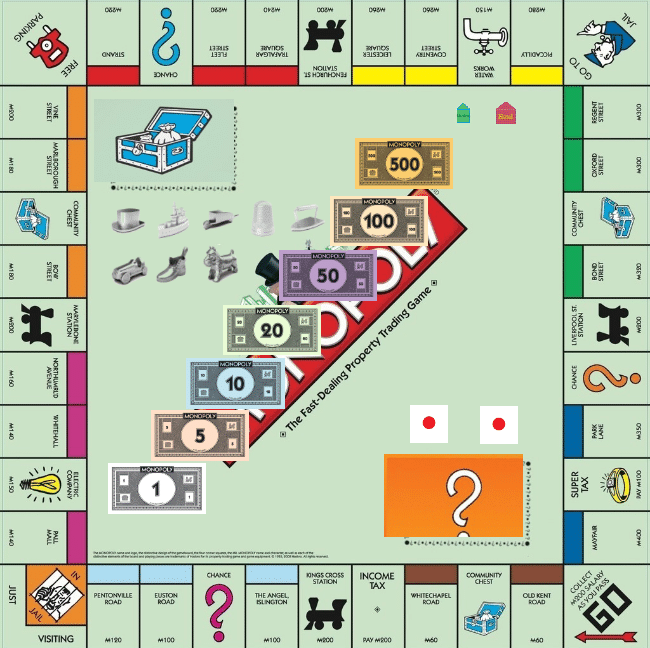 FREE
PARKING
M220
STRAND
CHANCE
M220
FLEET
STREET
M240
TRAFALGAR
SQUARE
M200
FENCHURCH ST.
STATION
M260
LEICESTER
SQUARE
M260
COVENTRY
STREET
M150
WATER
WORKS
M280
PICCADILLY
GO TO
JAIL
M200
VINE
STREET
M180
MARLBOROUGH
STREET
COMMUNITY
CHEST
M180
BOW
STREET
M200
MARYLEBONE
STATION
M160
NORTHUMR'D
AVENUE
M140
WHITEHALL
M150
ELECTRIC
COMPANY
M140
PALL
MALL
REGENT
STREET
M300
OXFORD
STREET
M300
COMMUNITY
CHEST
BOND
STREET
M320
LIVERPOOL ST.
STATION
M200
CHANCE
PARK
LANE
M350
SUPER
TAX
PAY M100
MAYFAIR
M400
MONOPOLY
500
MONOPOLY
100
MONOPOLY
50
MONOPOLY
20
MONOPOLY
10
MONOPOLY
5
MONOPOLY
1
MONOPOLY
The Fast-Dealing Property Trading Game
JUST
IN
JAIL
VISITING
PENTONVILLE
ROAD
M120
EUSTON
ROAD
M100
CHANCE
THE ANGEL,
ISLINGTON
M100
KINGS CROSS
STATION
M200
INCOME
TAX
PAY M200
WHITECHAPEL
ROAD
M60
COMMUNITY
CHEST
OLD KENT
ROAD
M60
COLLECT
M200 SALARY
AS YOU PASS
GO